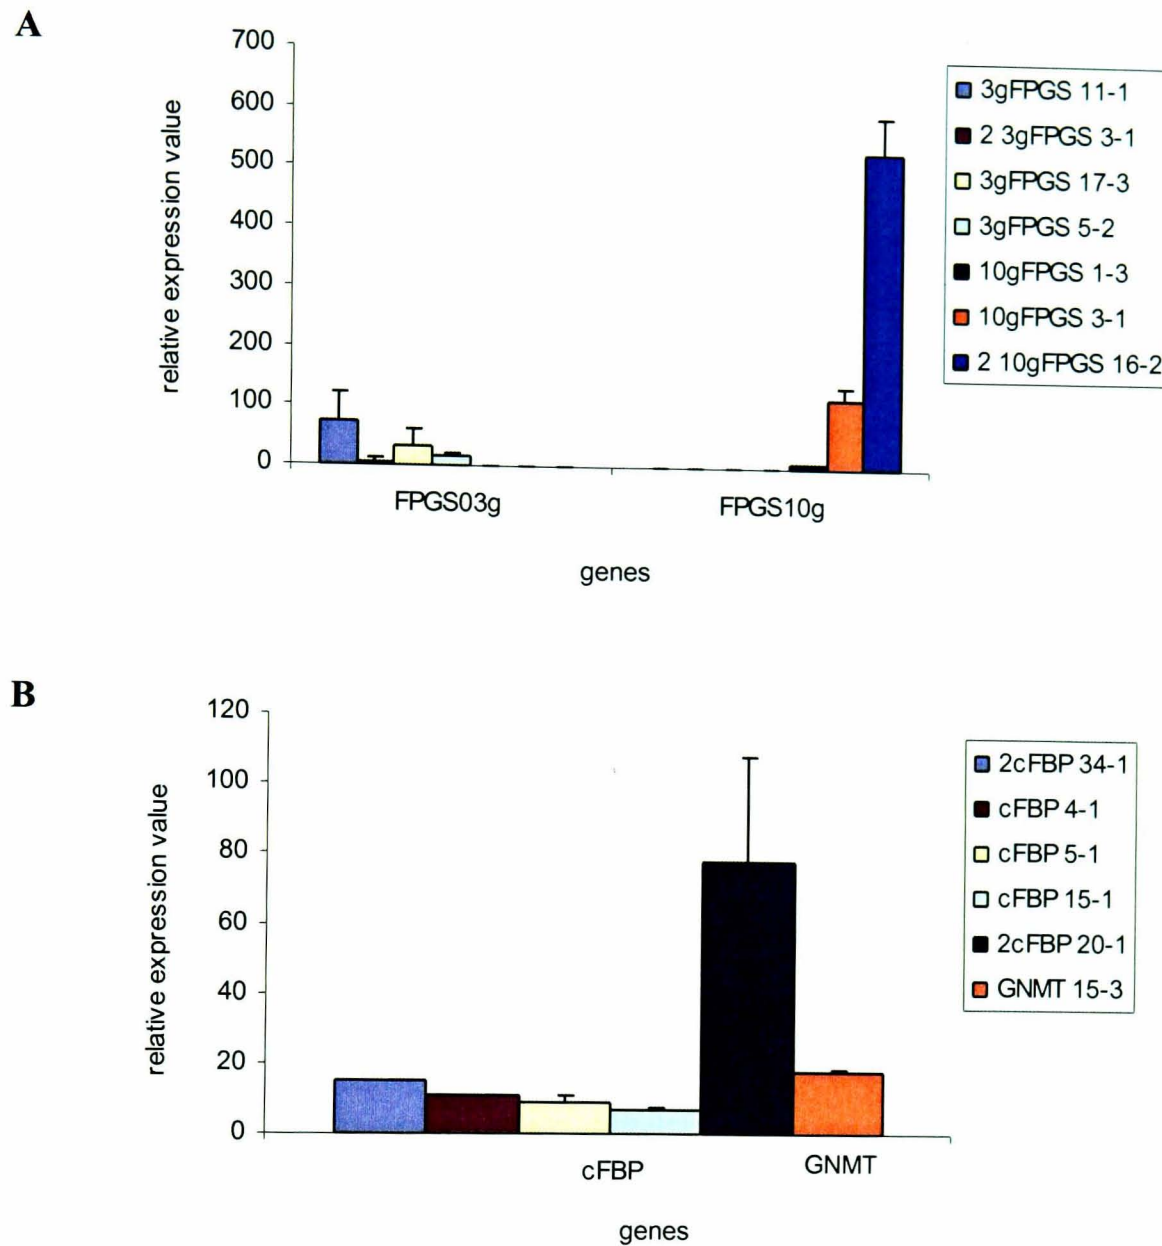 A
700
600
500
400
300
200
100
0
relative expression value
FPGS03g
FPGS10g
genes
3gFPGS 11-1
2 3gFPGS 3-1
3gFPGS 17-3
3gFPGS 5-2
10gFPGS 1-3
10gFPGS 3-1
2 10gFPGS 16-2
B
120
100
80
60
40
20
0
relative expression value
cFBP
GNMT
genes
2cFBP 34-1
cFBP 4-1
cFBP 5-1
cFBP 15-1
2cFBP 20-1
GNMT 15-3